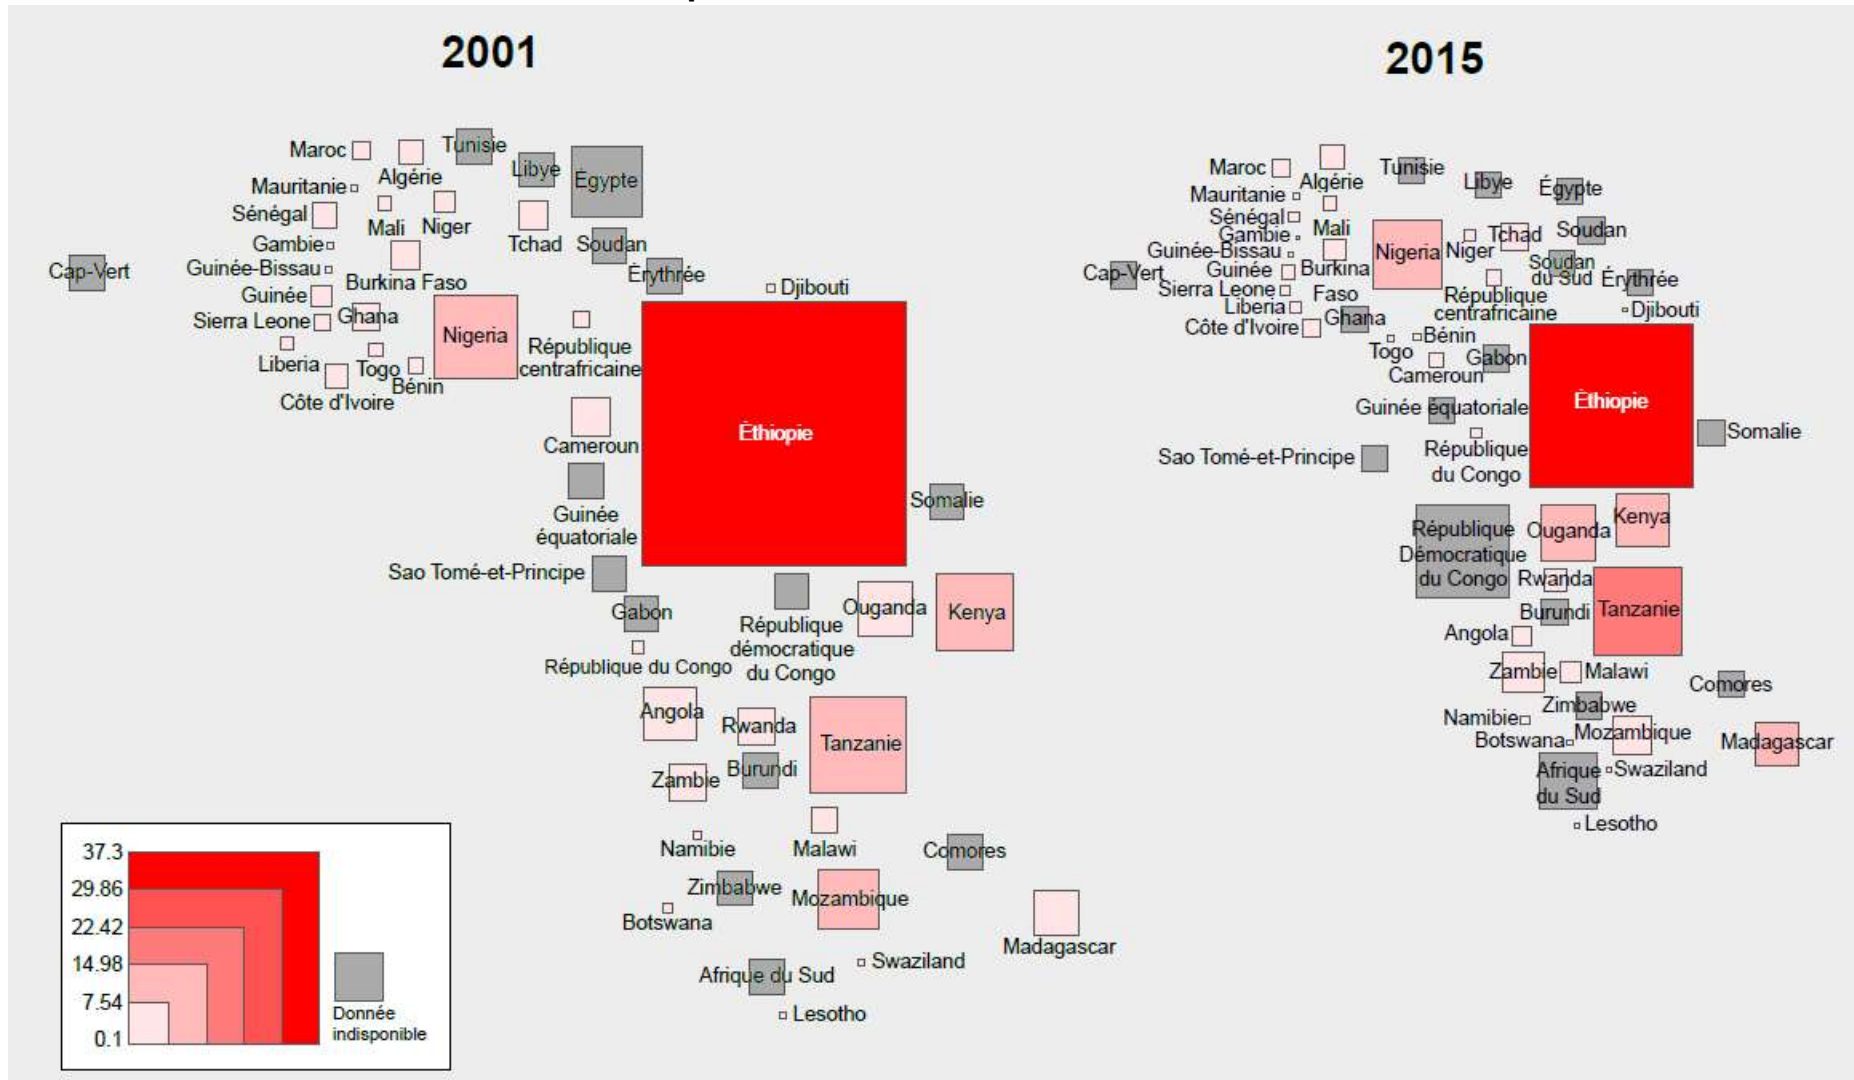 2001
Maroc
Algérie
Tunisie
Libye
Égypte
Mauritanie
Sénégal
Mali
Niger
Tchad
Soudan
Gambie
Cap-Vert
Guinée-Bissau
Burkina Faso
Érythrée
Djibouti
Guinée
Ghana
Sierra Leone
Nigeria
République
centrafricaine
Liberia
Togo
Bénin
Côte d'Ivoire
Éthiopie
Cameroun
Guinée
équatoriale
Somalie
Sao Tomé-et-Principe
Gabon
République
démocratique
du Congo
Ouganda
Kenya
République du Congo
Angola
Rwanda
Tanzanie
Zambie
Burundi
Namibie
Malawi
Comores
Zimbabwe
Mozambique
Botswana
Madagascar
Afrique du Sud
Swaziland
Lesotho
37.3
29.86
22.42
14.98
7.54
0.1
Donnée
indisponible
2015
Maroc
Algérie
Tunisie
Libye
Égypte
Mauritanie
Sénégal
Mali
Gambie
Nigeria
Niger
Tchad
Soudan
Guinée-Bissau
Cap-Vert
Guinée
Burkina
Faso
Soudan
du Sud
Érythrée
Sierra Leone
République
centrafricaine
Liberia
Ghana
Djibouti
Côte d'Ivoire
Bénin
Togo
Gabon
Cameroun
Éthiopie
Guinée équatoriale
Somalie
République
du Congo
Sao Tomé-et-Principe
République
Démocratique
du Congo
Ouganda
Kenya
Rwanda
Burundi
Tanzanie
Angola
Zambie
Malawi
Comores
Zimbabwe
Namibie
Mozambique
Botswana
Madagascar
Afrique
du Sud
Swaziland
Lesotho